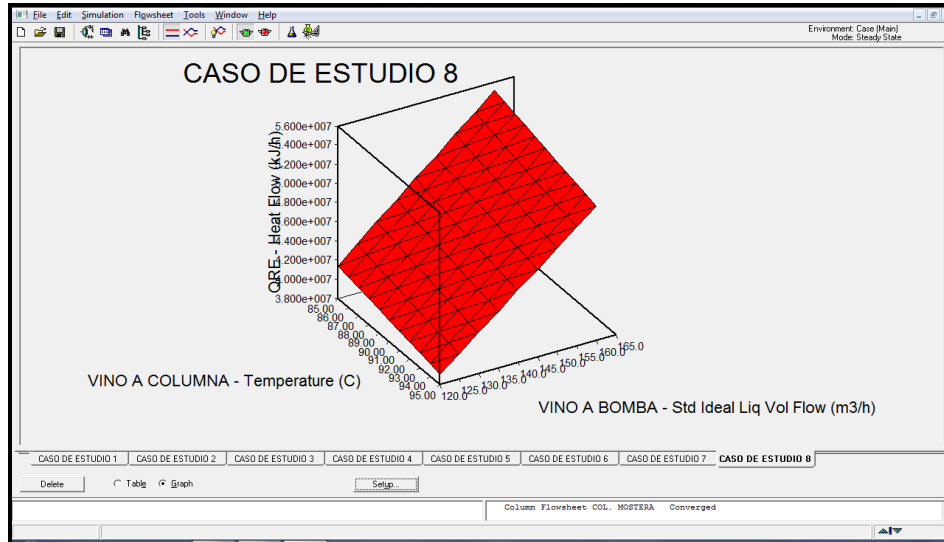 File Edit Simulation Flowsheet Tools Window Help
Environment: Case (Main)
Mode: Steady State
CASO DE ESTUDIO 8
QRE - Heat Flow (kJ/h)
5.600e+007
5.400e+007
5.200e+007
5.000e+007
4.800e+007
4.600e+007
4.400e+007
4.200e+007
4.000e+007
3.800e+007
85.00
86.00
87.00
88.00
89.00
90.00
91.00
92.00
93.00
94.00
95.00
120.0
125.0
130.0
135.0
140.0
145.0
150.0
155.0
160.0
165.0
VINO A COLUMNA - Temperature (C)
VINO A BOMBA - Std Ideal Liq Vol Flow (m3/h)
CASO DE ESTUDIO 1 CASO DE ESTUDIO 2 CASO DE ESTUDIO 3 CASO DE ESTUDIO 4 CASO DE ESTUDIO 5 CASO DE ESTUDIO 6 CASO DE ESTUDIO 7 CASO DE ESTUDIO 8
Delete Table Graph Setup...
Column Flowsheet COL. MOSTERA Converged